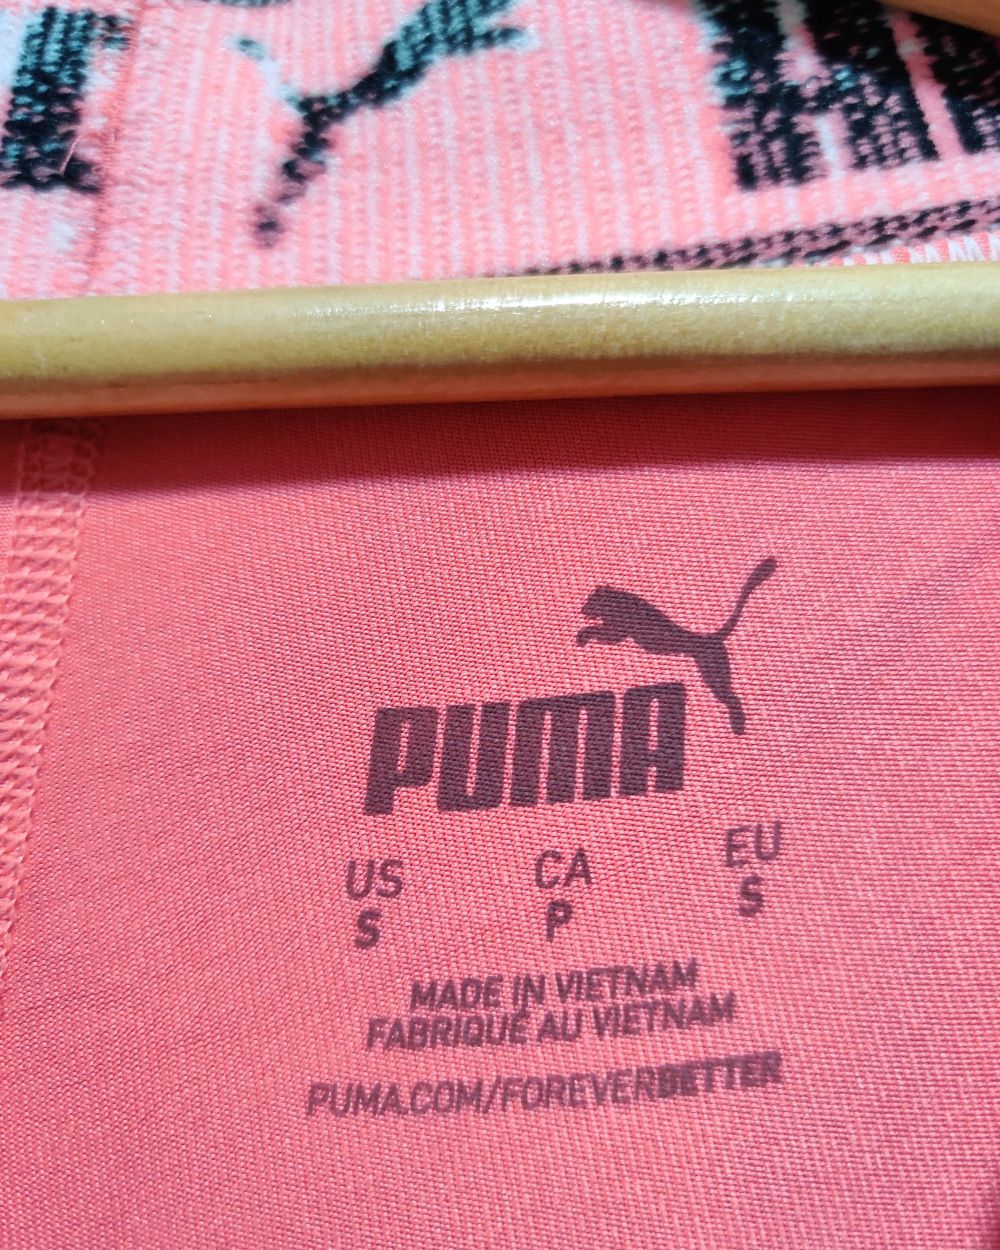 PUMA
US CA EU
S P S
MADE IN VIETNAM
FABRIQUÉ AU VIETNAM
PUMA.COM/FOREVERBETTER